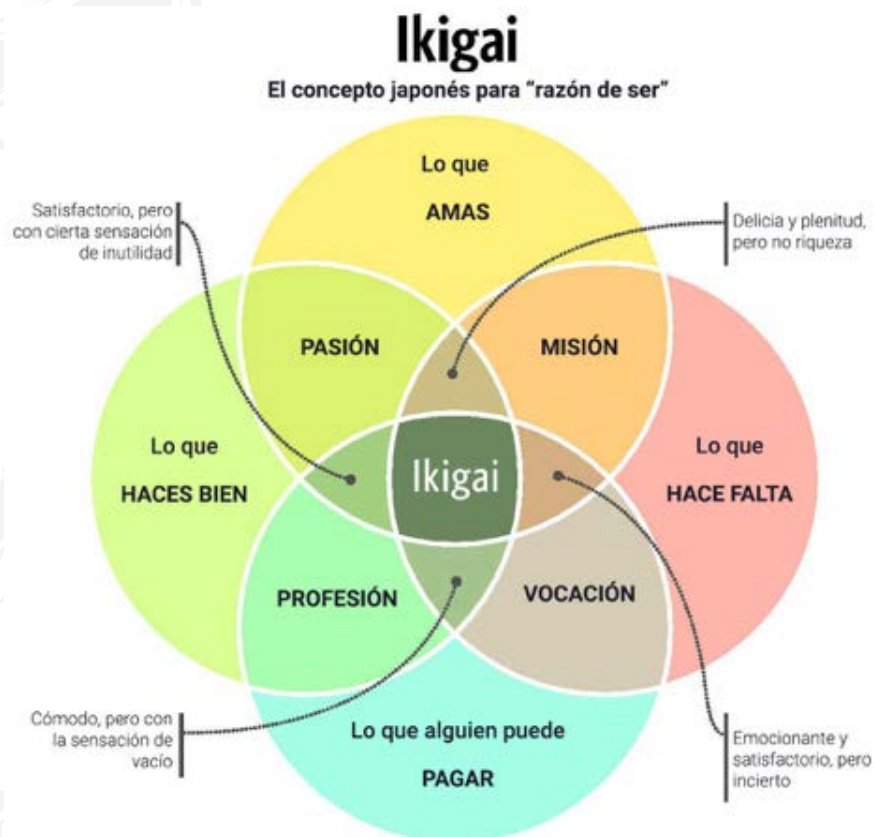 Ikigai
El concepto japonés para “razón de ser”
Lo que
AMAS
Satisfactorio, pero
con cierta sensación
de inutilidad
Delicia y plenitud,
pero no riqueza
PASIÓN
MISIÓN
Lo que
HACES BIEN
Ikigai
Lo que
HACE FALTA
PROFESIÓN
VOCACIÓN
Cómodo, pero con
la sensación de
vacío
Lo que alguien puede
PAGAR
Emocionante y
satisfactorio, pero
incierto